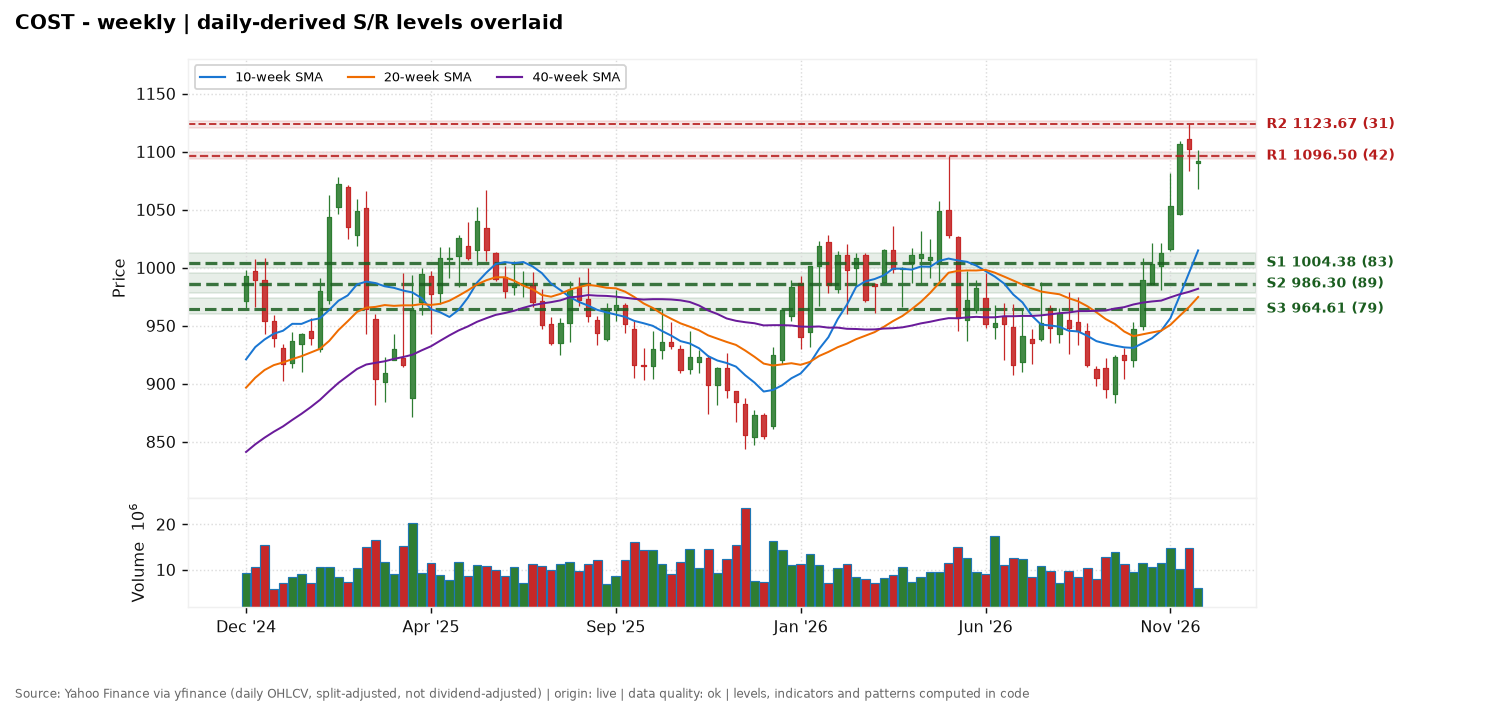 COST - weekly | daily-derived S/R levels overlaid
10-week SMA
20-week SMA
40-week SMA
Price
1150
1100
1050
1000
950
900
850
R2 1123.67 (31)
R1 1096.50 (42)
S1 1004.38 (83)
S2 986.30 (89)
S3 964.61 (79)
Volume 10⁶
20
10
Dec '24
Apr '25
Sep '25
Jan '26
Jun '26
Nov '26
Source: Yahoo Finance via yfinance (daily OHLCV, split-adjusted, not dividend-adjusted) | origin: live | data quality: ok | levels, indicators and patterns computed in code